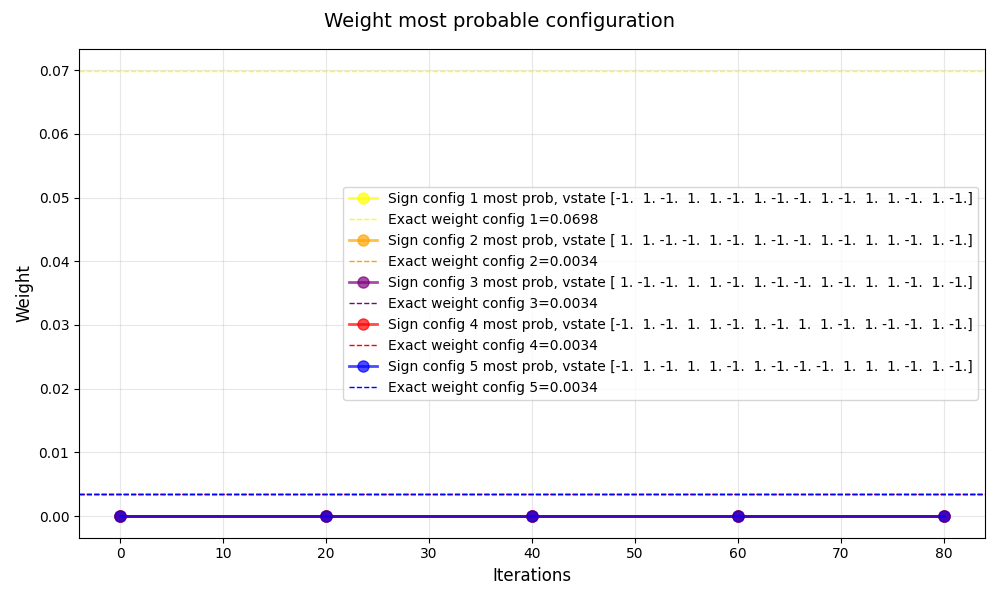 Weight most probable configuration
0.07
0.06
0.05
0.04
0.03
0.02
0.01
0.00
Weight
Sign config 1 most prob, vstate [-1.  1. -1.  1.  1. -1.  1. -1. -1.  1. -1.  1.  1. -1.  1. -1.]
Exact weight config 1=0.0698
Sign config 2 most prob, vstate [ 1.  1. -1. -1.  1. -1.  1. -1. -1.  1. -1.  1.  1. -1.  1. -1.]
Exact weight config 2=0.0034
Sign config 3 most prob, vstate [ 1. -1. -1.  1.  1. -1.  1. -1. -1.  1. -1.  1.  1. -1.  1. -1.]
Exact weight config 3=0.0034
Sign config 4 most prob, vstate [-1.  1. -1.  1.  1. -1.  1. -1.  1.  1. -1.  1. -1. -1.  1. -1.]
Exact weight config 4=0.0034
Sign config 5 most prob, vstate [-1.  1. -1.  1.  1. -1.  1. -1. -1. -1.  1.  1.  1. -1.  1. -1.]
Exact weight config 5=0.0034
0 10 20 30 40 50 60 70 80
Iterations